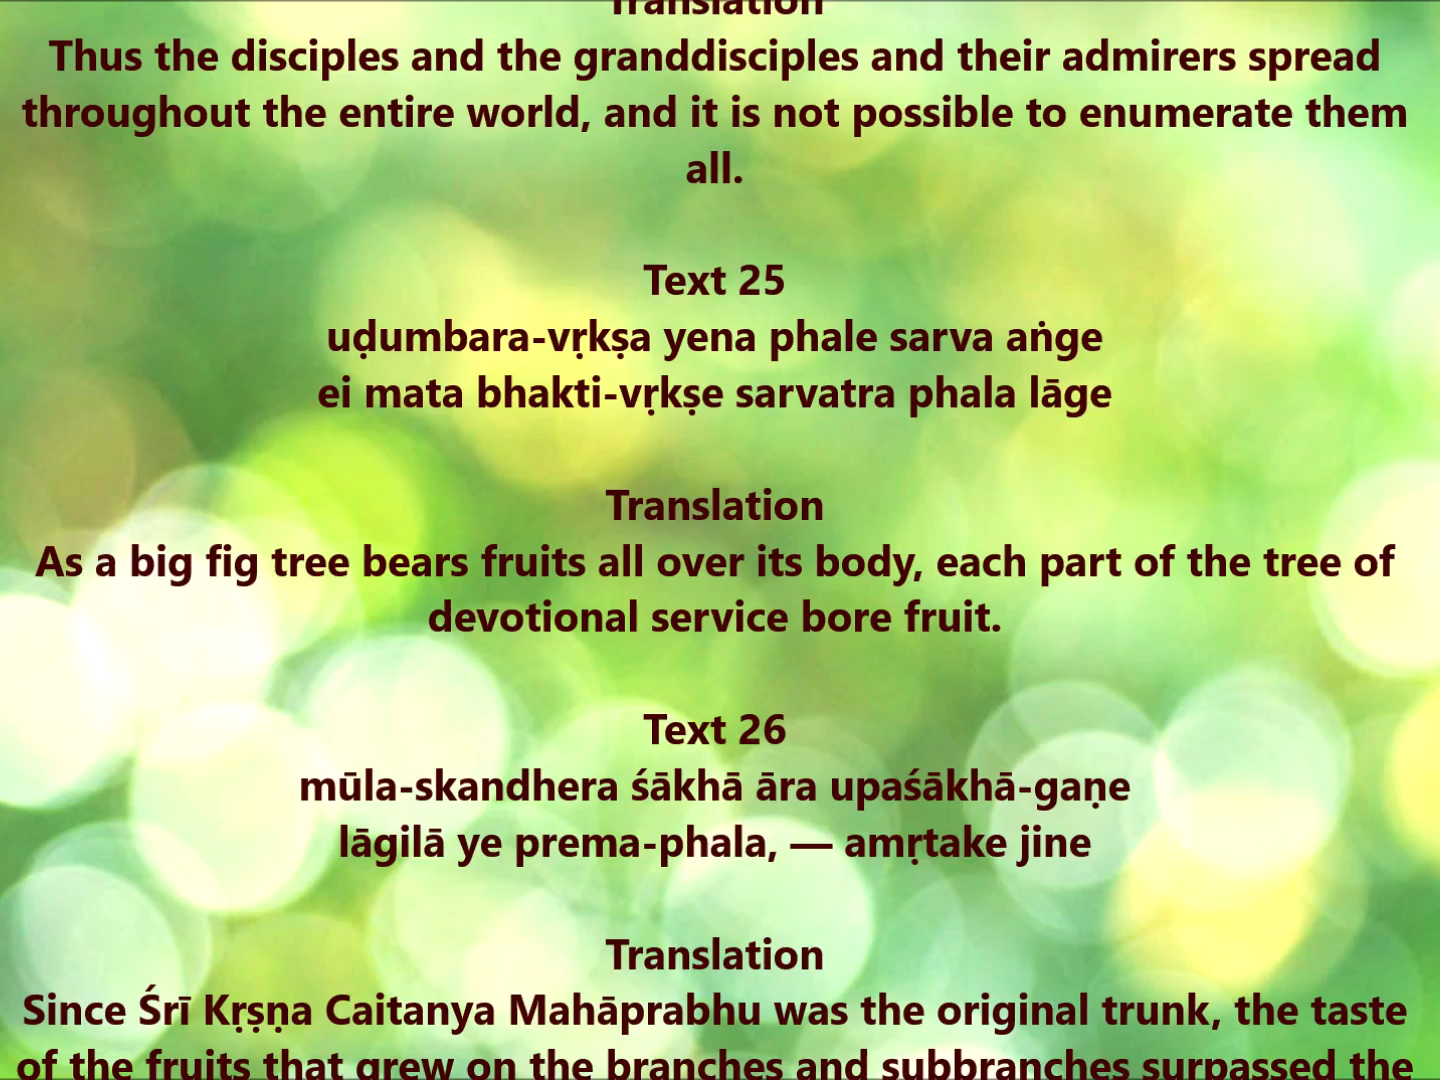 Translation
Thus the disciples and the granddisciples and their admirers spread
throughout the entire world, and it is not possible to enumerate them
all.
Text 25
uḍumbara-vṛkṣa yena phale sarva aṅge
ei mata bhakti-vṛkṣe sarvatra phala lāge
Translation
As a big fig tree bears fruits all over its body, each part of the tree of
devotional service bore fruit.
Text 26
mūla-skandhera śākhā āra upaśākhā-gaṇe
lāgilā ye prema-phala, — amṛtake jine
Translation
Since Śrī Kṛṣṇa Caitanya Mahāprabhu was the original trunk, the taste
of the fruits that grew on the branches and subbranches surpassed the